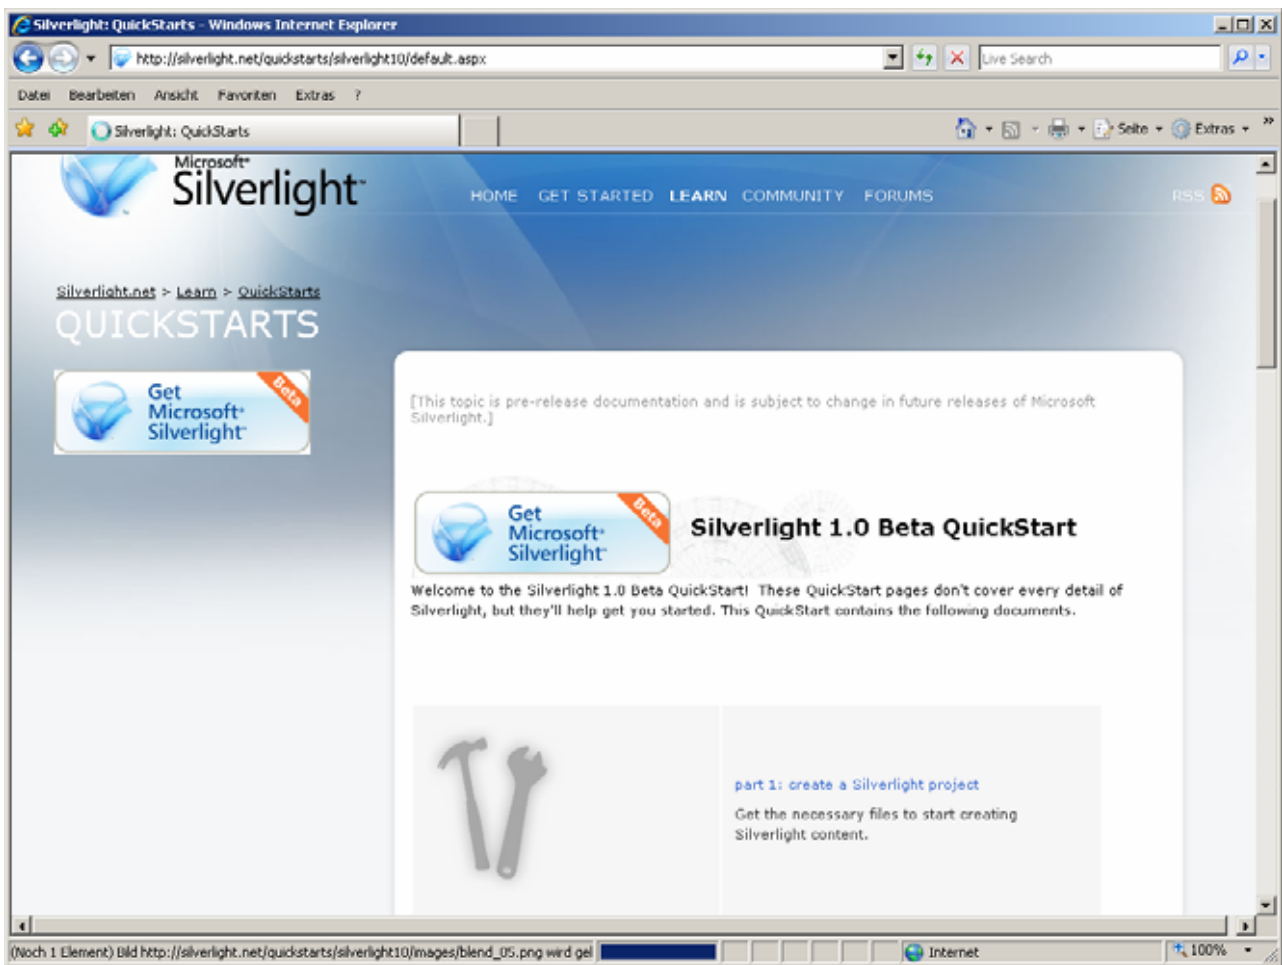 Silverlight: QuickStarts - Windows Internet Explorer
http://silverlight.net/quickstarts/silverlight10/default.aspx
Live Search
Datei Bearbeiten Ansicht Favoriten Extras ?
Silverlight: QuickStarts
Seite
Extras
»
Microsoft®
Silverlight™
HOME GET STARTED LEARN COMMUNITY FORUMS
RSS
Silverlight.net > Learn > QuickStarts
QUICKSTARTS
Get
Microsoft®
Silverlight™
Beta
[This topic is pre-release documentation and is subject to change in future releases of Microsoft
Silverlight.]
Get
Microsoft®
Silverlight™
Beta
Silverlight 1.0 Beta QuickStart
Welcome to the Silverlight 1.0 Beta QuickStart! These QuickStart pages don't cover every detail of
Silverlight, but they'll help get you started. This QuickStart contains the following documents.
part 1: create a Silverlight project
Get the necessary files to start creating
Silverlight content.
(Noch 1 Element) Bild http://silverlight.net/quickstarts/silverlight10/images/blend_05.png wird gel
Internet
100%